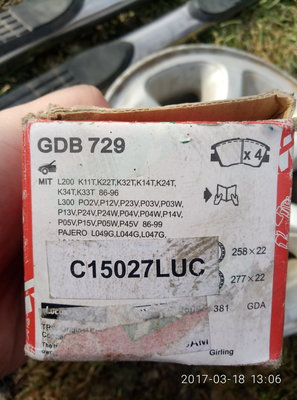 GDB 729
x 4
MIT L200 K11T,K22T,K32T,K14T,K24T,
K34T,K33T 86-96
L300 PO2V,P12V,P23V,P03V,P03W,
P13V,P24V,P24W,P04V,P04W,P14V,
P05V,P15V,P05W,P45V 86-99
PAJERO L049G,L044G,L047G,
C15027LUC
258 × 22
277 × 22
381 GDA
Girling
2017-03-18 13:06